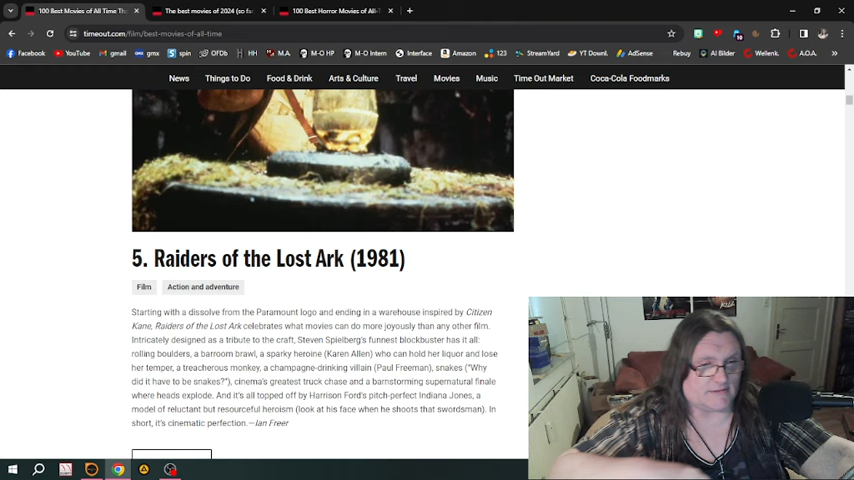 100 Best Movies of All Time Th
The best movies of 2024 (so fa
100 Best Horror Movies of All-T
timeout.com/film/best-movies-of-all-time
Facebook YouTube gmail gmx spin OFDb M.A. M-O HP M-O Intern Interface Amazon 123 StreamYard YT Downl. AdSense Rebuy AI Bilder Wellenk. A.O.A.
News Things to Do Food & Drink Arts & Culture Travel Movies Music Time Out Market Coca-Cola Foodmarks
5. Raiders of the Lost Ark (1981)
Film Action and adventure
Starting with a dissolve from the Paramount logo and ending in a warehouse inspired by Citizen
Kane, Raiders of the Lost Ark celebrates what movies can do more joyously than any other film.
Intricately designed as a tribute to the craft, Steven Spielberg's funnest blockbuster has it all:
rolling boulders, a barroom brawl, a sparky heroine (Karen Allen) who can hold her liquor and lose
her temper, a treacherous monkey, a champagne-drinking villain (Paul Freeman), snakes ("Why
did it have to be snakes?"), cinema's greatest truck chase and a barnstorming supernatural finale
where heads explode. And it's all topped off by Harrison Ford's pitch-perfect Indiana Jones, a
model of reluctant but resourceful heroism (look at his face when he shoots that swordsman). In
short, it's cinematic perfection.—Ian Freer